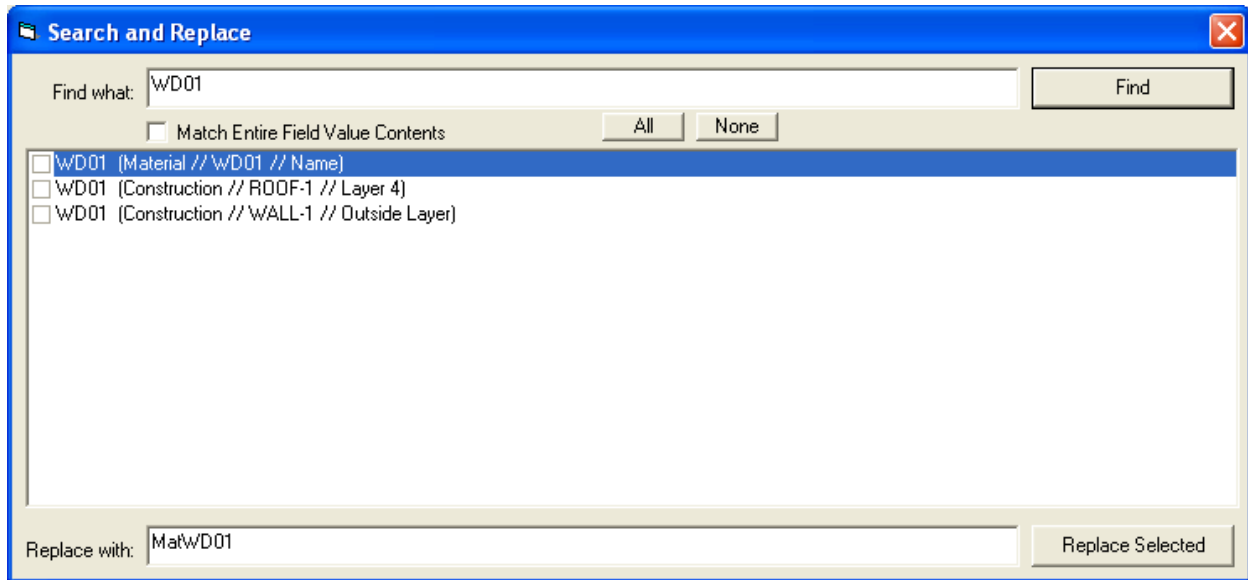 Search and Replace
Find what: WD01 Find
Match Entire Field Value Contents All None
WD01 (Material // WD01 // Name)
WD01 (Construction // ROOF-1 // Layer 4)
WD01 (Construction // WALL-1 // Outside Layer)
Replace with: MatWD01 Replace Selected